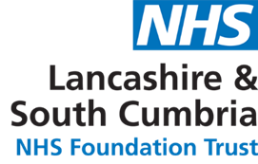 NHS
Lancashire &
South Cumbria
NHS Foundation Trust